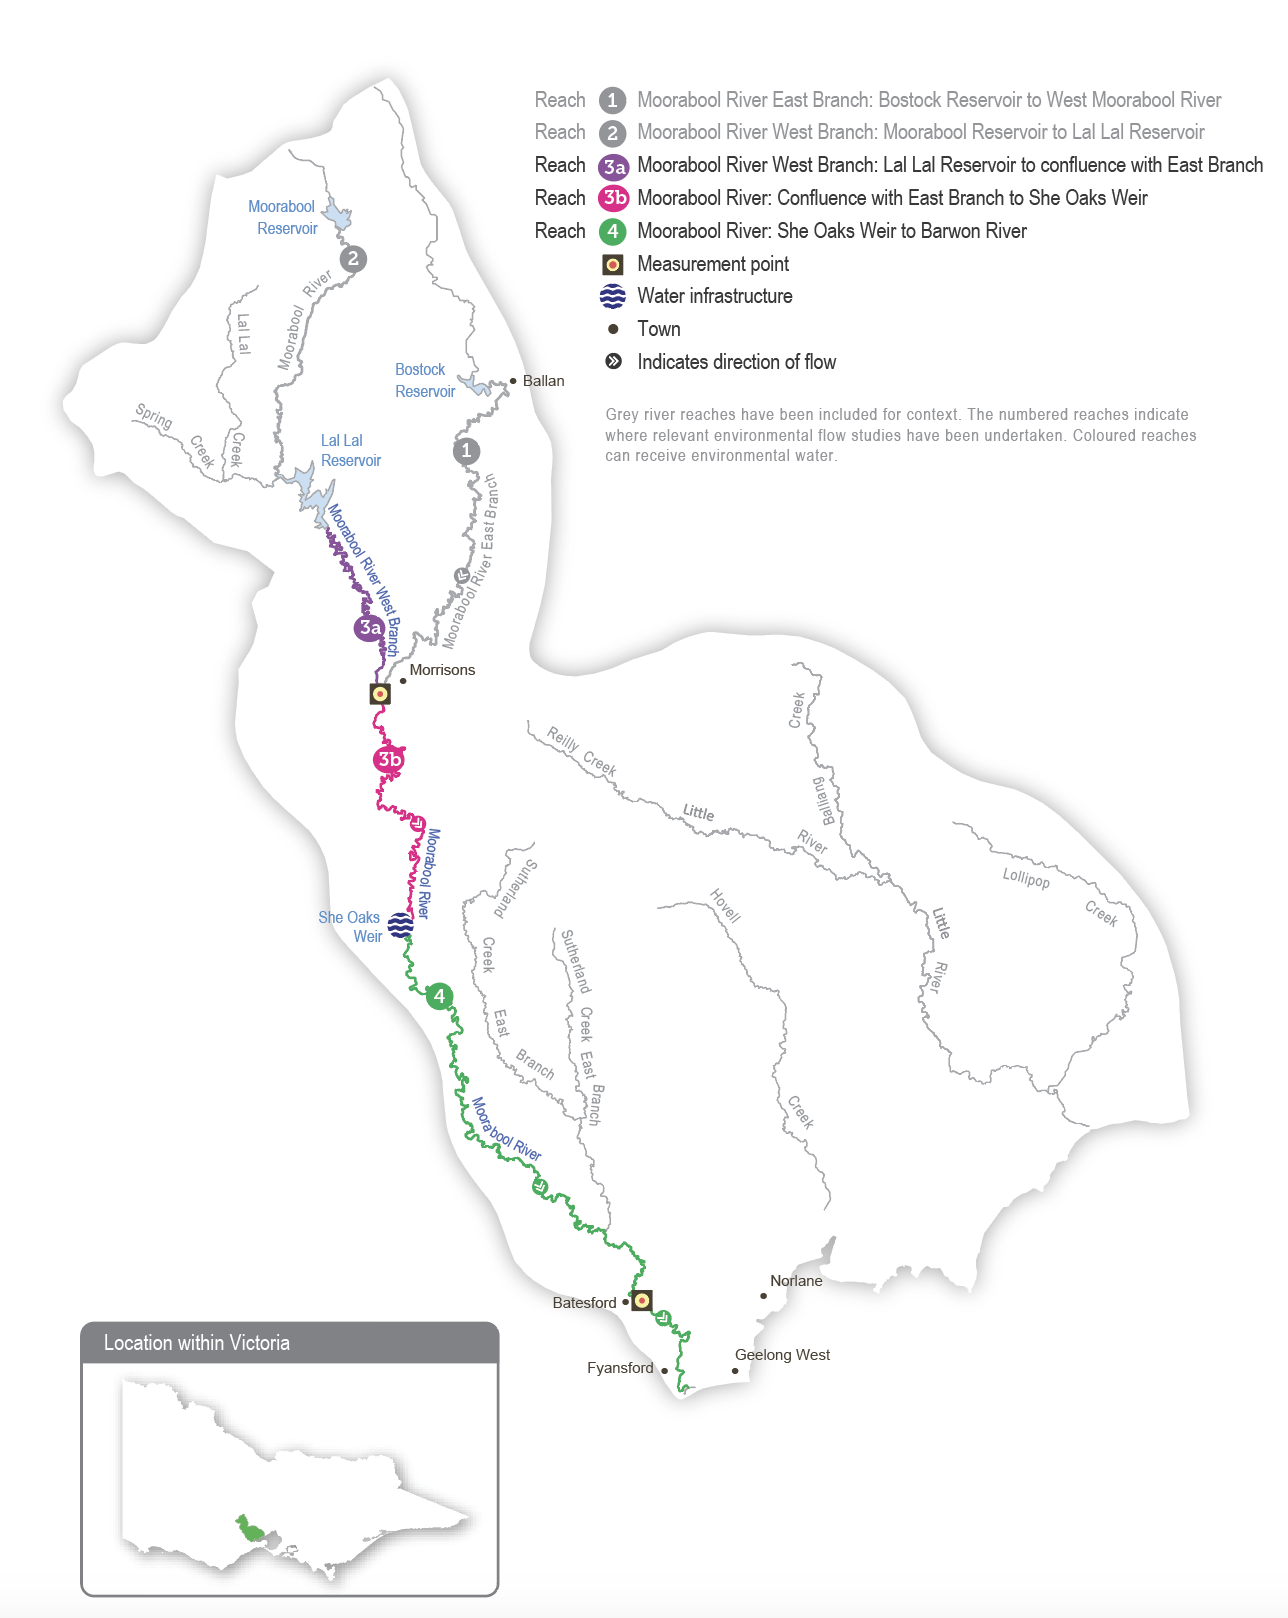 Reach 1 Moorabool River East Branch: Bostock Reservoir to West Moorabool River
Reach 2 Moorabool River West Branch: Moorabool Reservoir to Lal Lal Reservoir
Reach 3a Moorabool River West Branch: Lal Lal Reservoir to confluence with East Branch
Reach 3b Moorabool River: Confluence with East Branch to She Oaks Weir
Reach 4 Moorabool River: She Oaks Weir to Barwon River
Measurement point
Water infrastructure
Town
Indicates direction of flow
Grey river reaches have been included for context. The numbered reaches indicate
where relevant environmental flow studies have been undertaken. Coloured reaches
can receive environmental water.
Moorabool
Reservoir
2
Moorabool River
Lal Lal
Creek
Spring
Creek
Bostock
Reservoir
Ballan
1
Lal Lal
Reservoir
Moorabool River East Branch
Moorabool River West Branch
3a
Morrisons
3b
Moorabool River
She Oaks
Weir
4
Moorabool River
Reilly Creek
Little
River
Balliang
Creek
Little
River
Lollipop
Creek
Hovell
Creek
Sutherland
Creek
East
Branch
Sutherland Creek East Branch
Batesford
Norlane
Fyansford
Geelong West
Location within Victoria